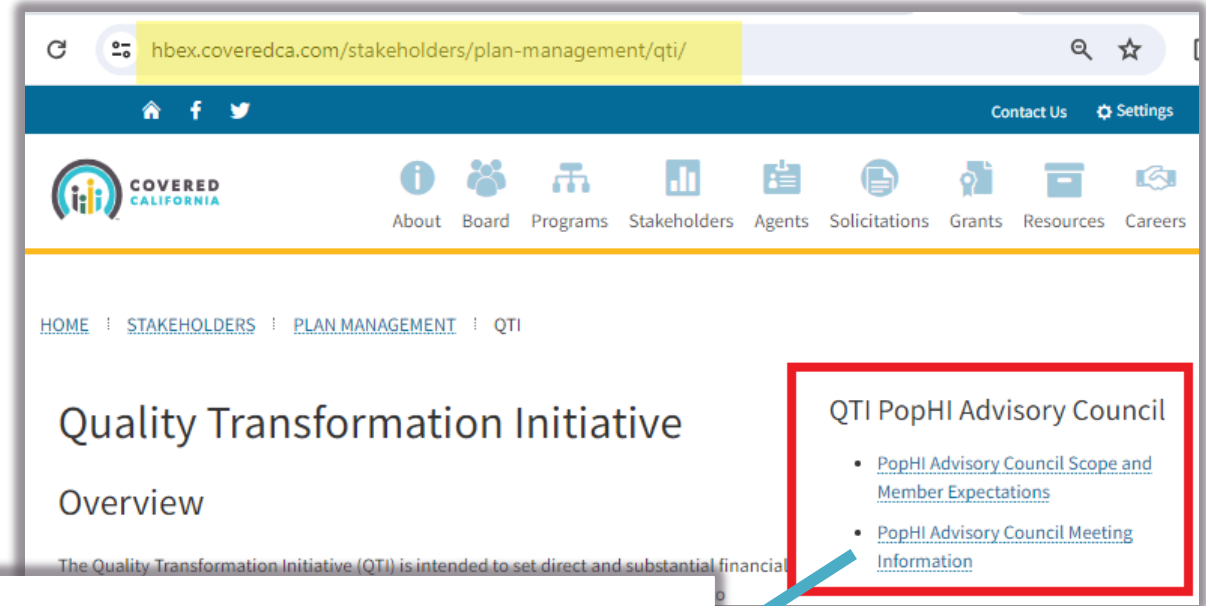 hbex.coveredca.com/stakeholders/plan-management/qti/
Contact Us Settings
COVERED
CALIFORNIA
About Board Programs Stakeholders Agents Solicitations Grants Resources Careers
HOME STAKEHOLDERS PLAN MANAGEMENT QTI
Quality Transformation Initiative
Overview
The Quality Transformation Initiative (QTI) is intended to set direct and substantial financial
QTI PopHI Advisory Council
• PopHI Advisory Council Scope and
Member Expectations
• PopHI Advisory Council Meeting
Information